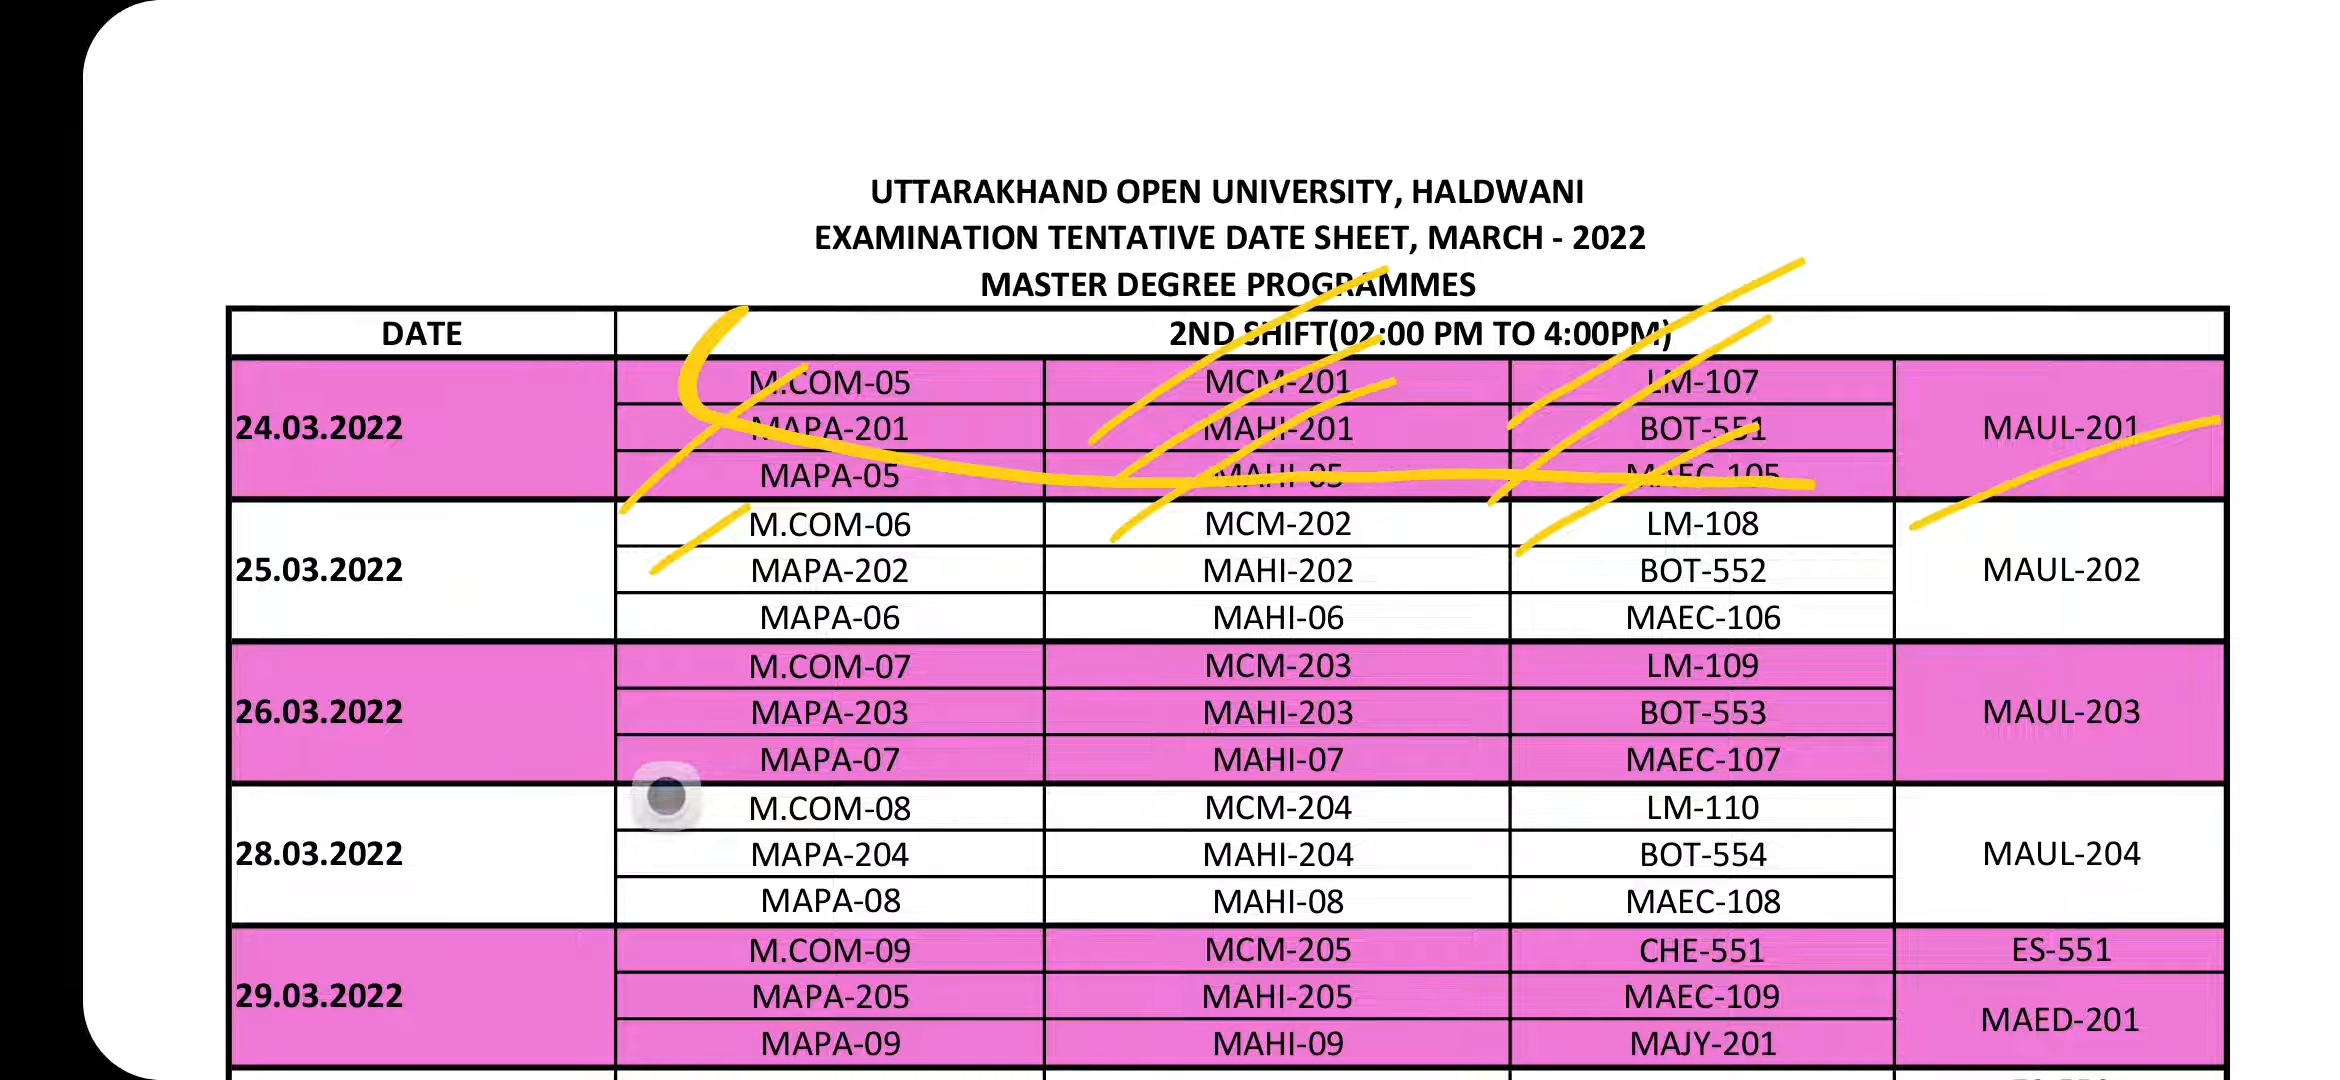 UTTARAKHAND OPEN UNIVERSITY, HALDWANI
EXAMINATION TENTATIVE DATE SHEET, MARCH - 2022
MASTER DEGREE PROGRAMMES
DATE 2ND SHIFT(02:00 PM TO 4:00PM)
M.COM-05 MCM-201 LM-107
24.03.2022 MAPA-201 MAHI-201 BOT-551 MAUL-201
MAPA-05 MAHI-05 MAEC-105
M.COM-06 MCM-202 LM-108
25.03.2022 MAPA-202 MAHI-202 BOT-552 MAUL-202
MAPA-06 MAHI-06 MAEC-106
M.COM-07 MCM-203 LM-109
26.03.2022 MAPA-203 MAHI-203 BOT-553 MAUL-203
MAPA-07 MAHI-07 MAEC-107
M.COM-08 MCM-204 LM-110
28.03.2022 MAPA-204 MAHI-204 BOT-554 MAUL-204
MAPA-08 MAHI-08 MAEC-108
M.COM-09 MCM-205 CHE-551 ES-551
29.03.2022 MAPA-205 MAHI-205 MAEC-109 MAED-201
MAPA-09 MAHI-09 MAJY-201